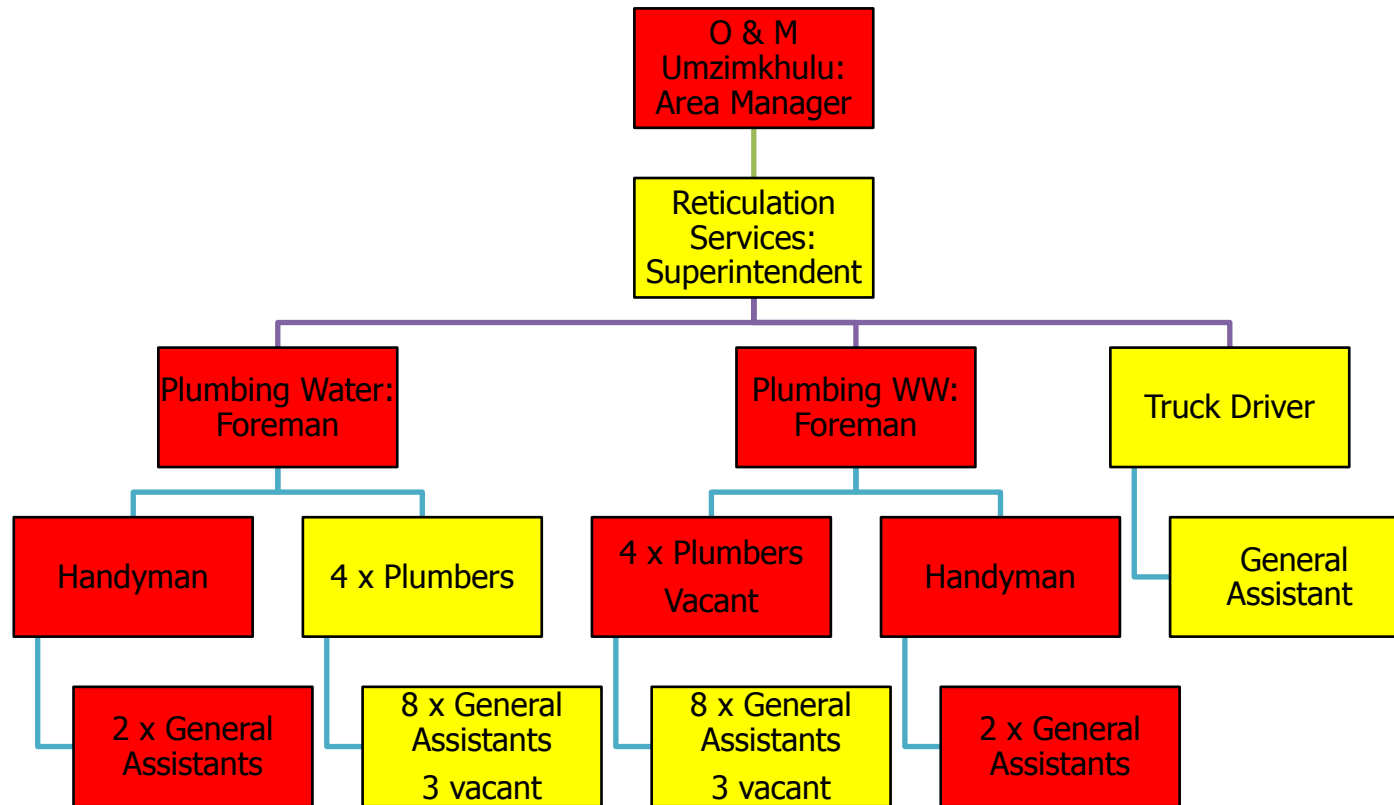 O & M
Umzimkhulu:
Area Manager
Reticulation
Services:
Superintendent
Plumbing Water:
Foreman
Plumbing WW:
Foreman
Truck Driver
Handyman
4 x Plumbers
4 x Plumbers
Vacant
Handyman
General
Assistant
2 x General
Assistants
8 x General
Assistants
3 vacant
8 x General
Assistants
3 vacant
2 x General
Assistants